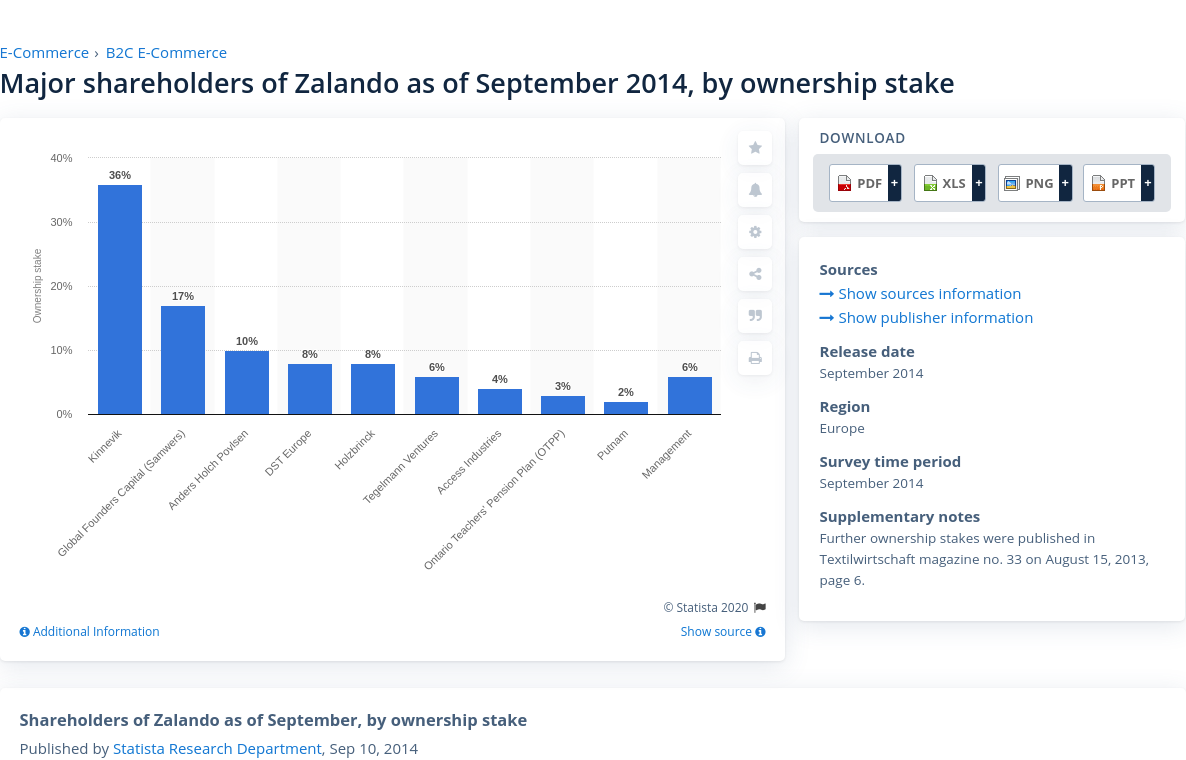 E-Commerce › B2C E-Commerce
Major shareholders of Zalando as of September 2014, by ownership stake
Ownership stake
40%
30%
20%
10%
0%
36%
17%
10%
8%
8%
6%
4%
3%
2%
6%
Kinnevik
Global Founders Capital (Samwers)
Anders Holch Povlsen
DST Europe
Holzbrinck
Tegelmann Ventures
Access Industries
Ontario Teachers' Pension Plan (OTPP)
Putnam
Management
© Statista 2020
Additional Information
Show source
DOWNLOAD
PDF +
XLS +
PNG +
PPT +
Sources
Show sources information
Show publisher information
Release date
September 2014
Region
Europe
Survey time period
September 2014
Supplementary notes
Further ownership stakes were published in
Textilwirtschaft magazine no. 33 on August 15, 2013,
page 6.
Shareholders of Zalando as of September, by ownership stake
Published by Statista Research Department, Sep 10, 2014